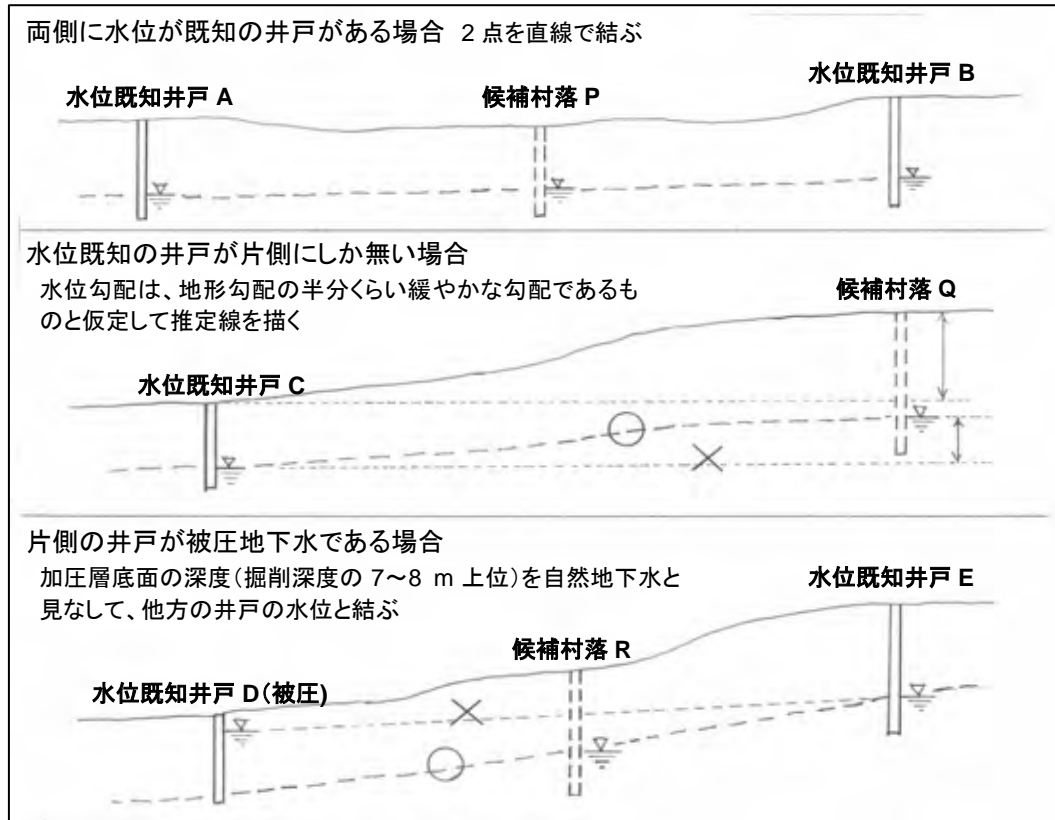 両側に水位が既知の井戸がある場合 2 点を直線で結ぶ
水位既知井戸 A
候補村落 P
水位既知井戸 B
水位既知の井戸が片側にしか無い場合
水位勾配は、地形勾配の半分くらい緩やかな勾配であるも
のと仮定して推定線を描く
候補村落 Q
水位既知井戸 C
片側の井戸が被圧地下水である場合
加圧層底面の深度(掘削深度の 7～8 m 上位)を自然地下水と
見なして、他方の井戸の水位と結ぶ
水位既知井戸 E
候補村落 R
水位既知井戸 D(被圧)